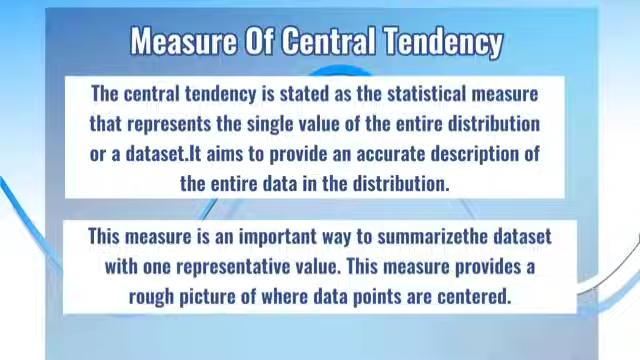 Measure Of Central Tendency
The central tendency is stated as the statistical measure
that represents the single value of the entire distribution
or a dataset.It aims to provide an accurate description of
the entire data in the distribution.
This measure is an important way to summarizethe dataset
with one representative value. This measure provides a
rough picture of where data points are centered.